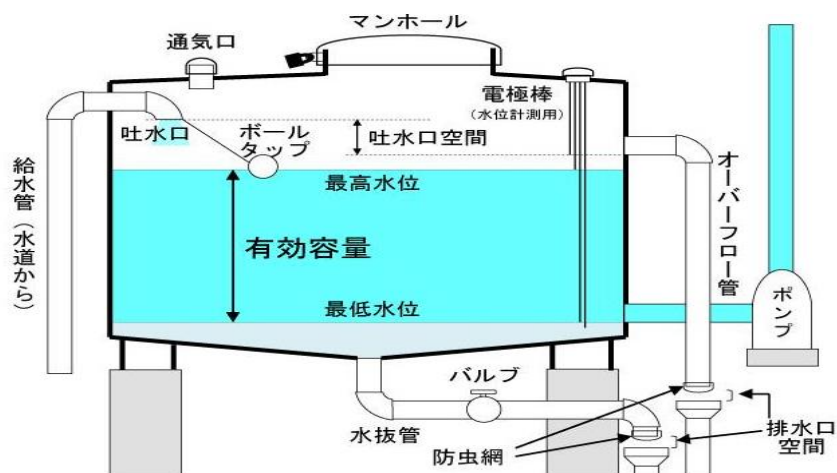 マンホール
通気口
電極棒
(水位計測用)
吐水口
ボール
タップ
吐水口空間
給水管(水道から)
オーバーフロー管
最高水位
有効容量
最低水位
ポンプ
バルブ
水抜管
防虫網
排水口
空間